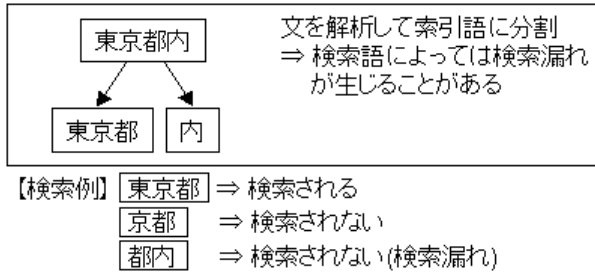 東京都内
東京都 内
文を解析して索引語に分割
⇒ 検索語によっては検索漏れ
が生じることがある
【検索例】 東京都 ⇒ 検索される
京都 ⇒ 検索されない
都内 ⇒ 検索されない(検索漏れ)